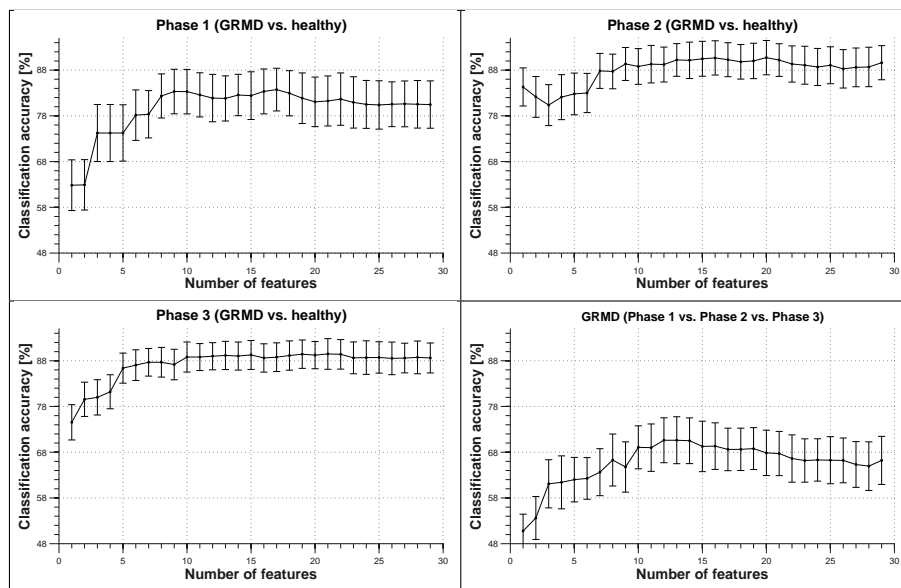 Phase 1 (GRMD vs. healthy)
Classification accuracy [%]
88
78
68
58
48
0 5 10 15 20 25 30
Number of features
Phase 2 (GRMD vs. healthy)
Classification accuracy [%]
88
78
68
58
48
0 5 10 15 20 25 30
Number of features
Phase 3 (GRMD vs. healthy)
Classification accuracy [%]
88
78
68
58
48
0 5 10 15 20 25 30
Number of features
GRMD (Phase 1 vs. Phase 2 vs. Phase 3)
Classification accuracy [%]
88
78
68
58
48
0 5 10 15 20 25 30
Number of features